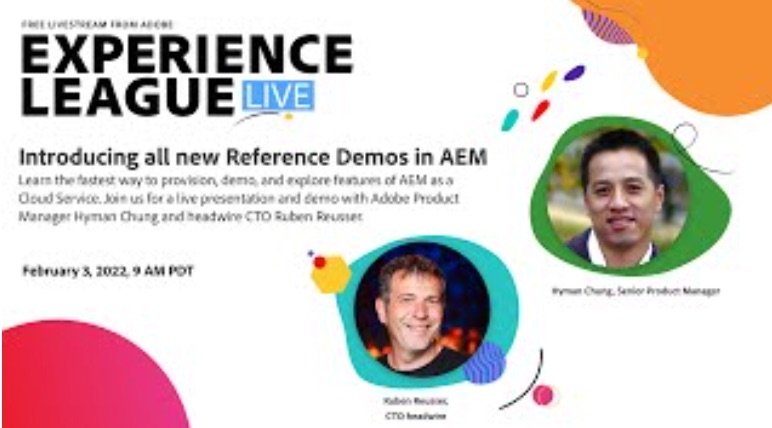 FREE LIVESTREAM FROM ADOBE
EXPERIENCE
LEAGUE LIVE
Introducing all new Reference Demos in AEM
Learn the fastest way to provision, demo, and explore features of AEM as a
Cloud Service. Join us for a live presentation and demo with Adobe Product
Manager Hyman Chung and headwire CTO Ruben Reusser.
February 3, 2022, 9 AM PDT
Hyman Chung, Senior Product Manager
Ruben Reusser,
CTO headwire